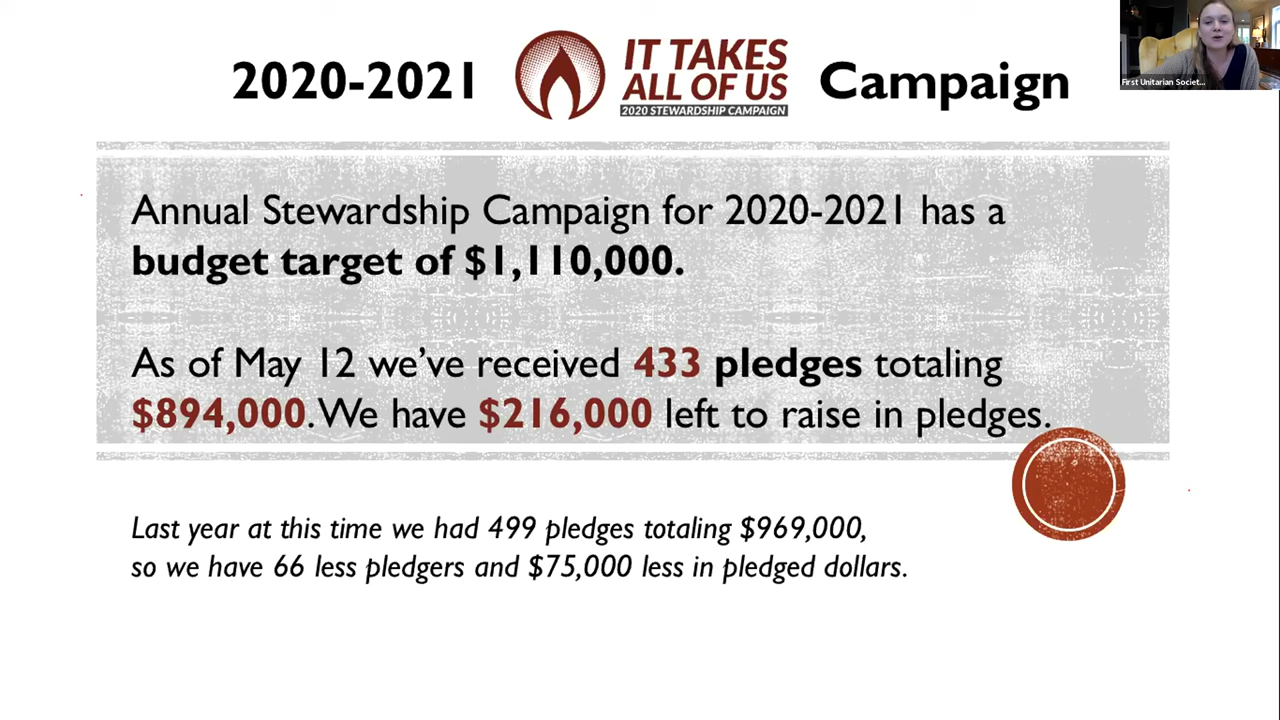 2020-2021
IT TAKES
ALL OF US
2020 STEWARDSHIP CAMPAIGN
Campaign
First Unitarian Societ...
Annual Stewardship Campaign for 2020-2021 has a
budget target of $1,110,000.
As of May 12 we’ve received 433 pledges totaling
$894,000. We have $216,000 left to raise in pledges.
Last year at this time we had 499 pledges totaling $969,000,
so we have 66 less pledgers and $75,000 less in pledged dollars.